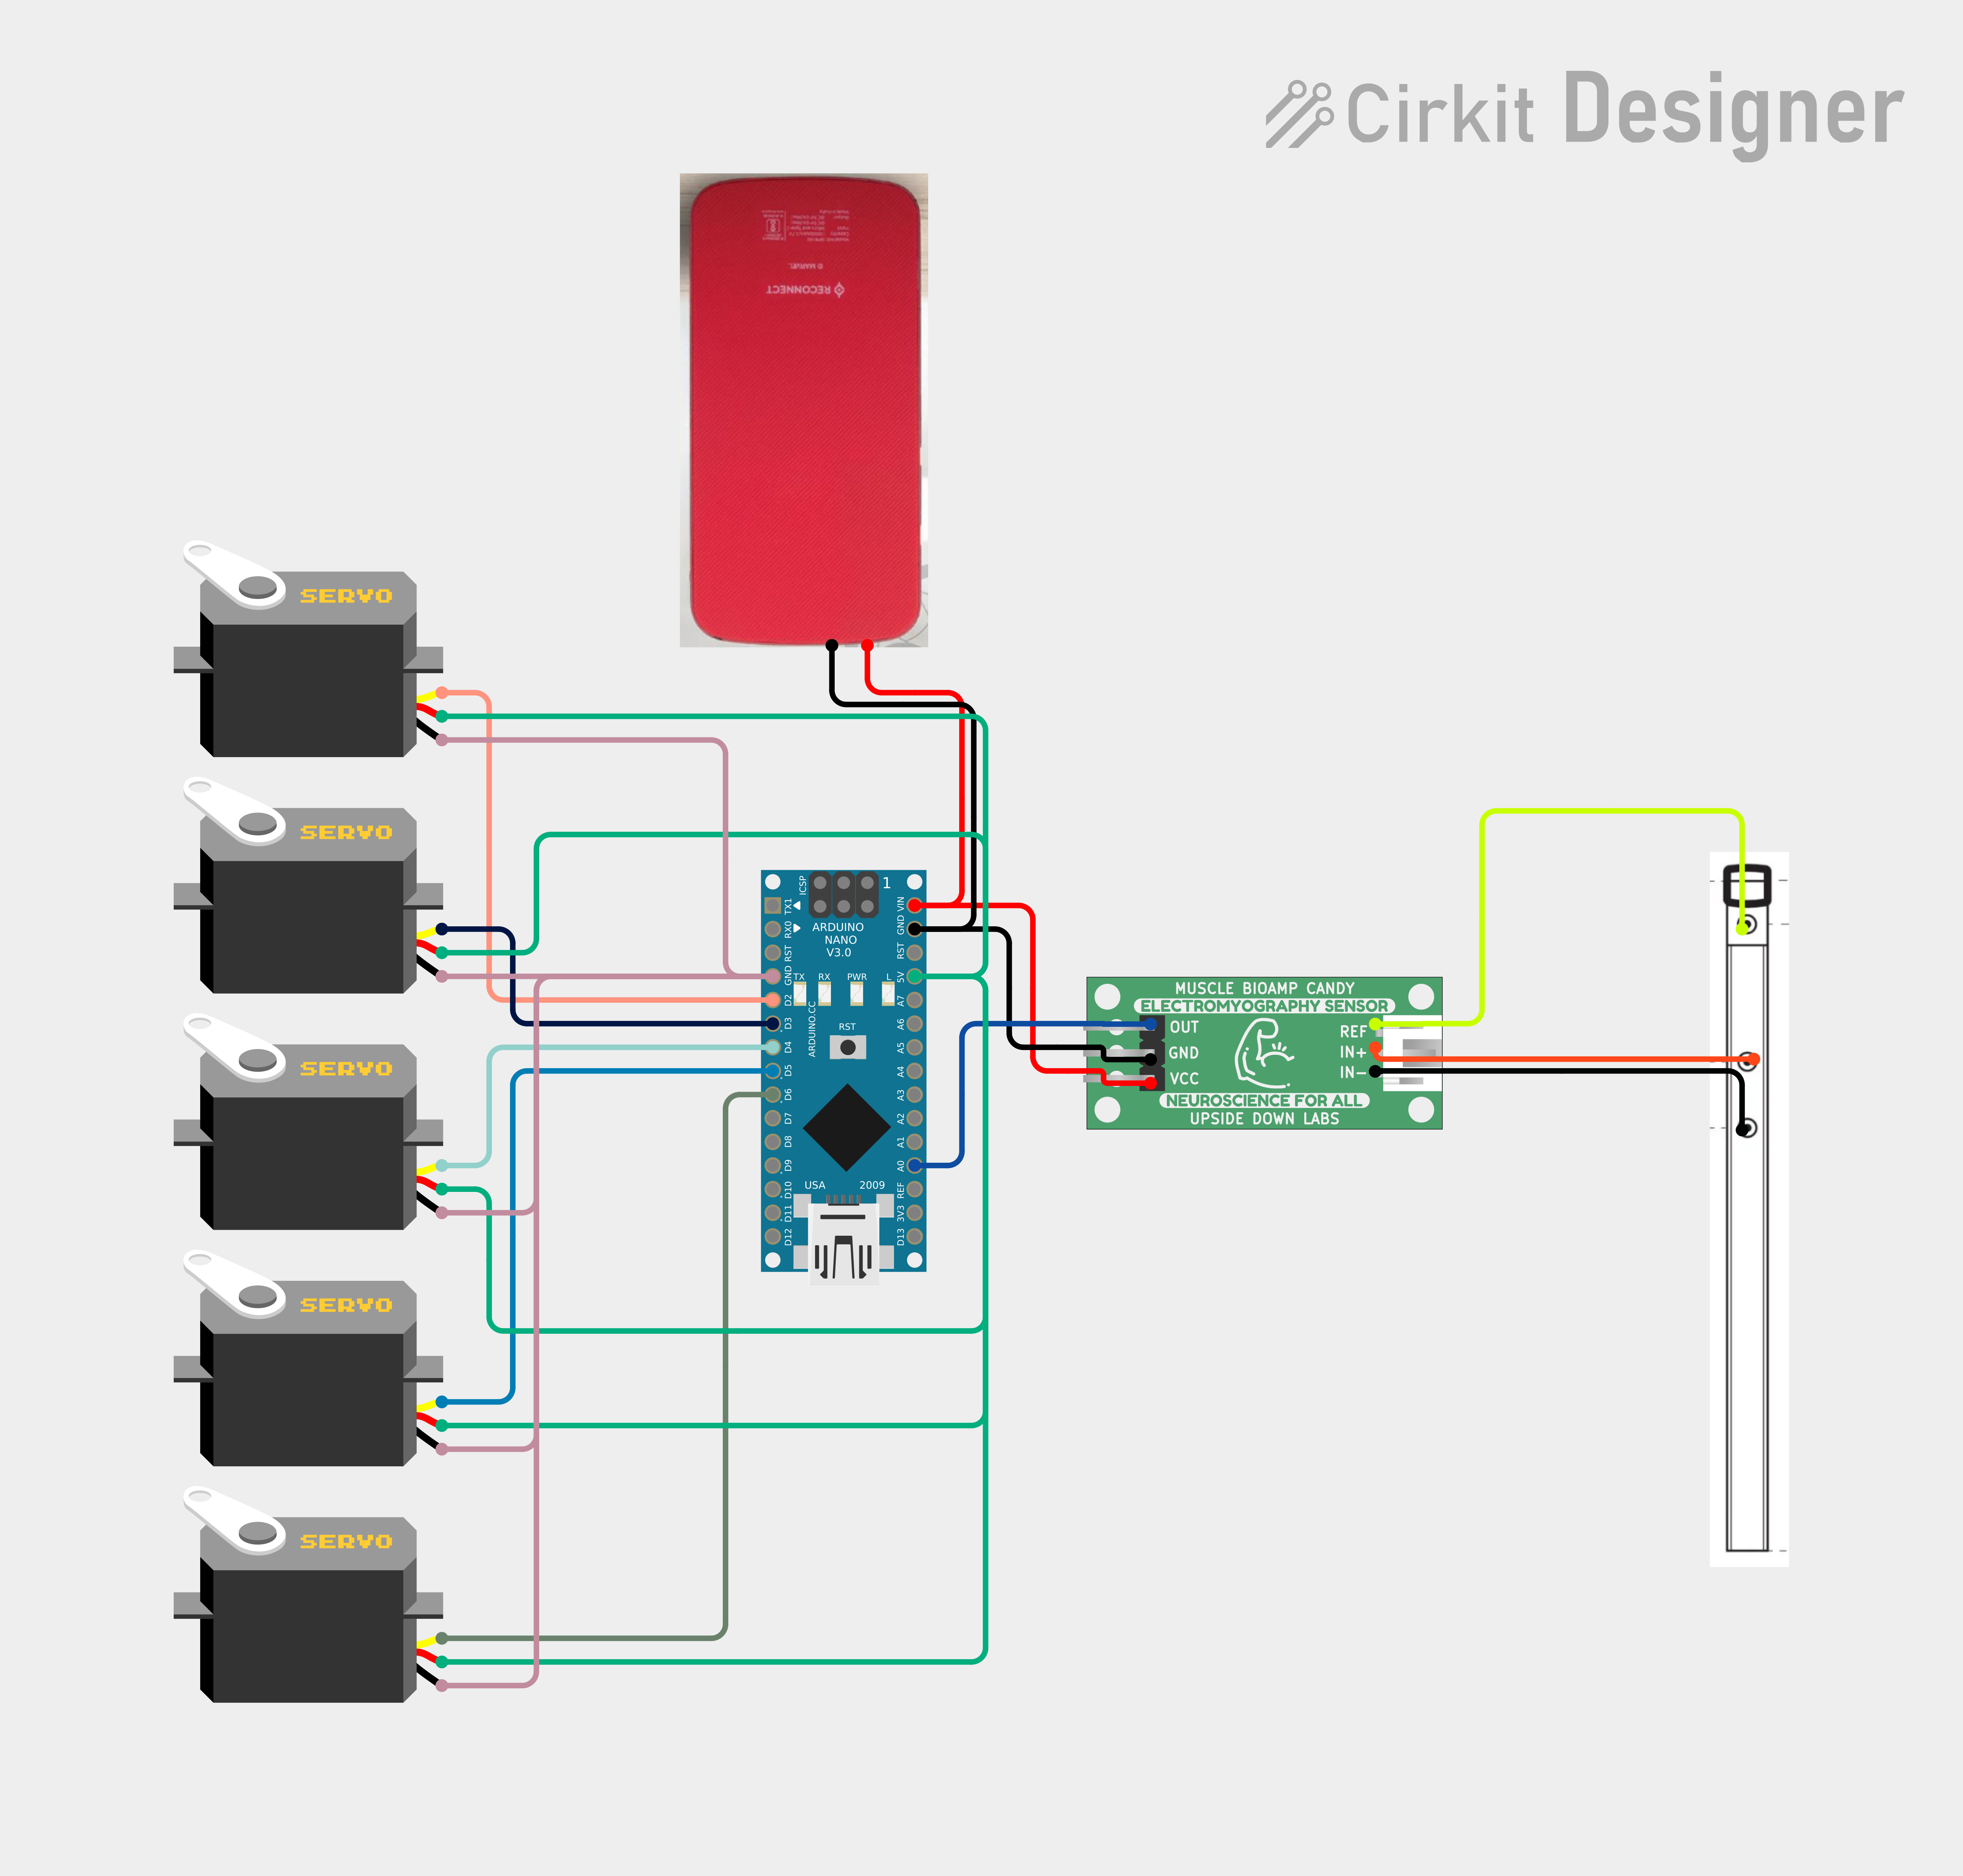 Cirkit Designer
RECONNECT
SERVO
SERVO
SERVO
SERVO
SERVO
ICSP
1
ARDUINO
NANO
V3.0
TX RX PWR L
RST
ARDUINO.CC
USA 2009
TX1
RX0
RST
GND
D2
D3
D4
D5
D6
D7
D8
D9
D10
D11
D12
VIN
GND
RST
5V
A7
A6
A5
A4
A3
A2
A1
A0
REF
3V3
D13
MUSCLE BIOAMP CANDY
ELECTROMYOGRAPHY SENSOR
OUT
GND
VCC
REF
IN+
IN-
NEUROSCIENCE FOR ALL
UPSIDE DOWN LABS